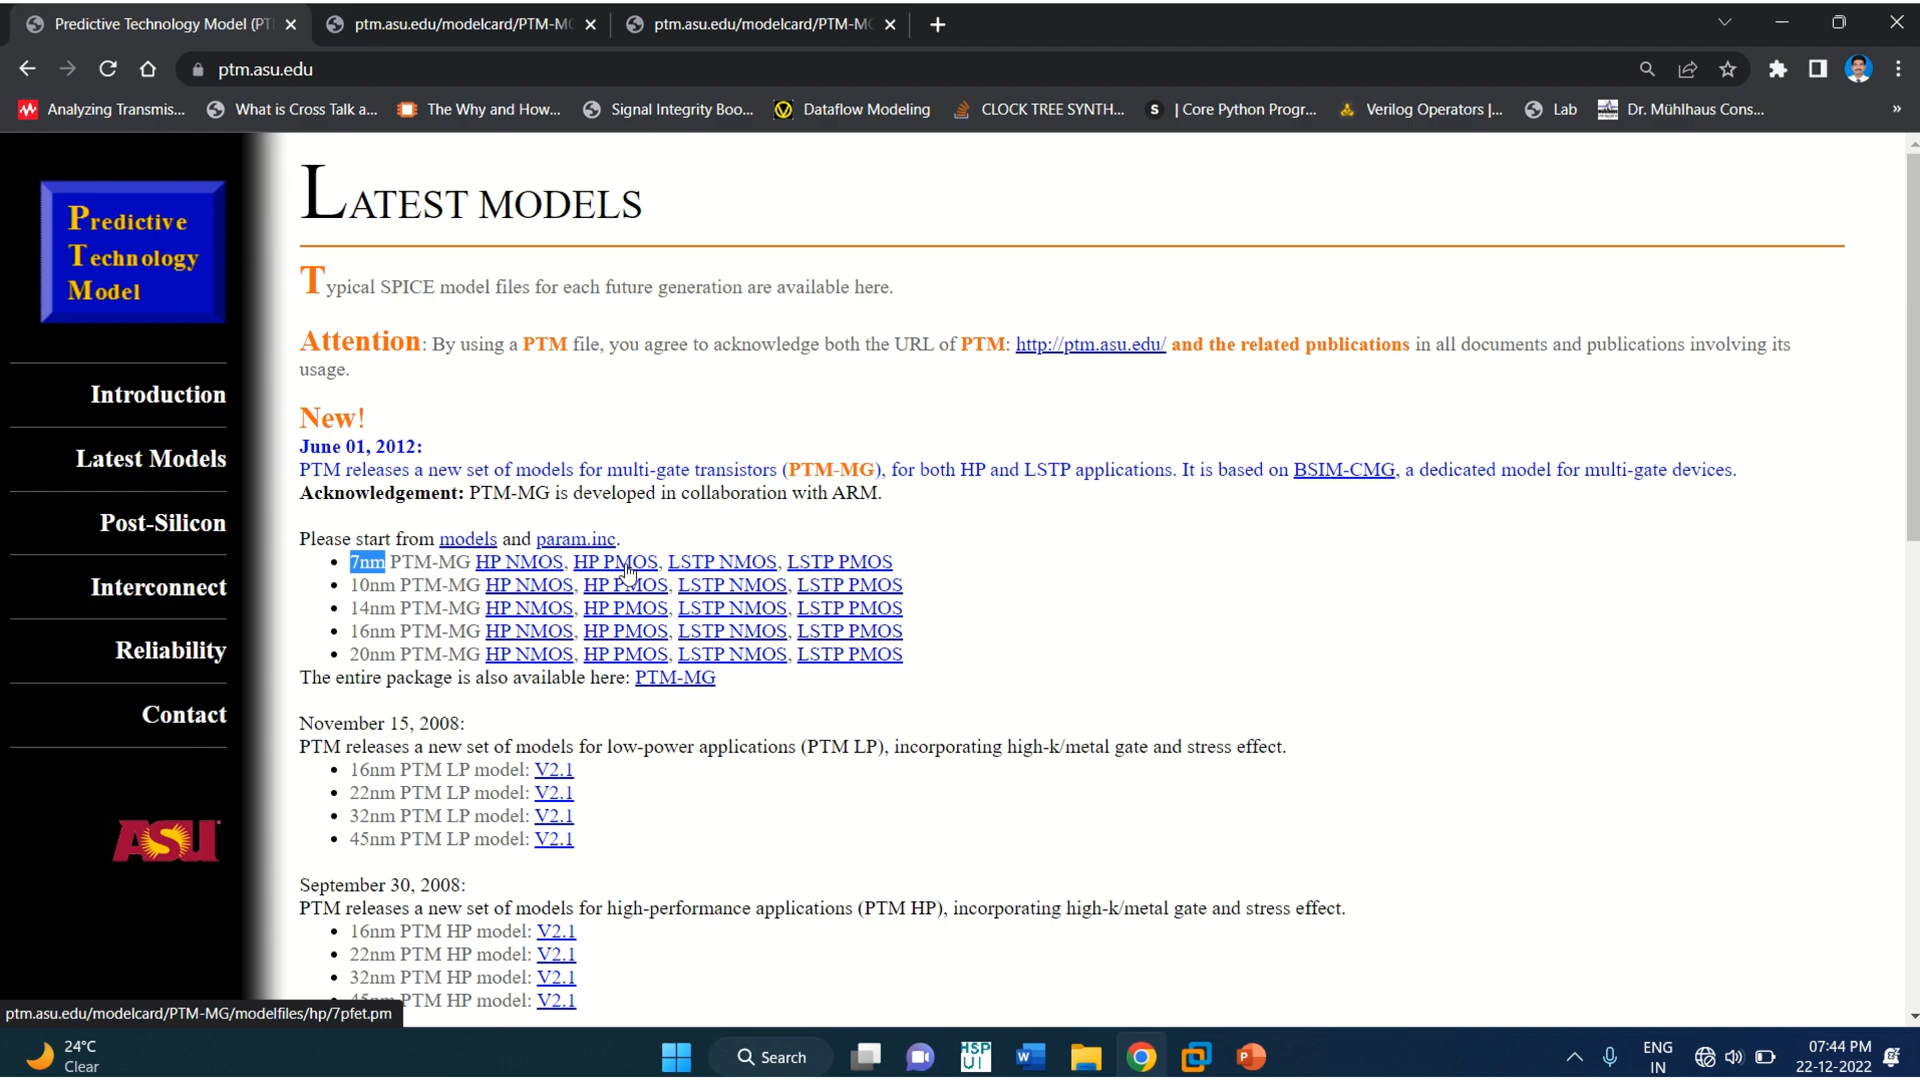 Predictive Technology Model (PT
ptm.asu.edu/modelcard/PTM-MG
ptm.asu.edu/modelcard/PTM-MG
ptm.asu.edu
Analyzing Transmis...
What is Cross Talk a...
The Why and How...
Signal Integrity Boo...
Dataflow Modeling
CLOCK TREE SYNTH...
S | Core Python Progr...
Verilog Operators |...
Lab
Dr. Mühlhaus Cons...
»
Predictive
Technology
Model
Introduction
Latest Models
Post-Silicon
Interconnect
Reliability
Contact
ASU
LATEST MODELS
Typical SPICE model files for each future generation are available here.
Attention: By using a PTM file, you agree to acknowledge both the URL of PTM: http://ptm.asu.edu/ and the related publications in all documents and publications involving its
usage.
New!
June 01, 2012:
PTM releases a new set of models for multi-gate transistors (PTM-MG), for both HP and LSTP applications. It is based on BSIM-CMG, a dedicated model for multi-gate devices.
Acknowledgement: PTM-MG is developed in collaboration with ARM.
Please start from models and param.inc.
• 7nm PTM-MG HP NMOS, HP PMOS, LSTP NMOS, LSTP PMOS
• 10nm PTM-MG HP NMOS, HP PMOS, LSTP NMOS, LSTP PMOS
• 14nm PTM-MG HP NMOS, HP PMOS, LSTP NMOS, LSTP PMOS
• 16nm PTM-MG HP NMOS, HP PMOS, LSTP NMOS, LSTP PMOS
• 20nm PTM-MG HP NMOS, HP PMOS, LSTP NMOS, LSTP PMOS
The entire package is also available here: PTM-MG
November 15, 2008:
PTM releases a new set of models for low-power applications (PTM LP), incorporating high-k/metal gate and stress effect.
• 16nm PTM LP model: V2.1
• 22nm PTM LP model: V2.1
• 32nm PTM LP model: V2.1
• 45nm PTM LP model: V2.1
September 30, 2008:
PTM releases a new set of models for high-performance applications (PTM HP), incorporating high-k/metal gate and stress effect.
• 16nm PTM HP model: V2.1
• 22nm PTM HP model: V2.1
• 32nm PTM HP model: V2.1
• 45nm PTM HP model: V2.1
ptm.asu.edu/modelcard/PTM-MG/modelfiles/hp/7pfet.pm
24°C
Clear
Search
HSP
UI
W
P
ENG
IN
07:44 PM
22-12-2022